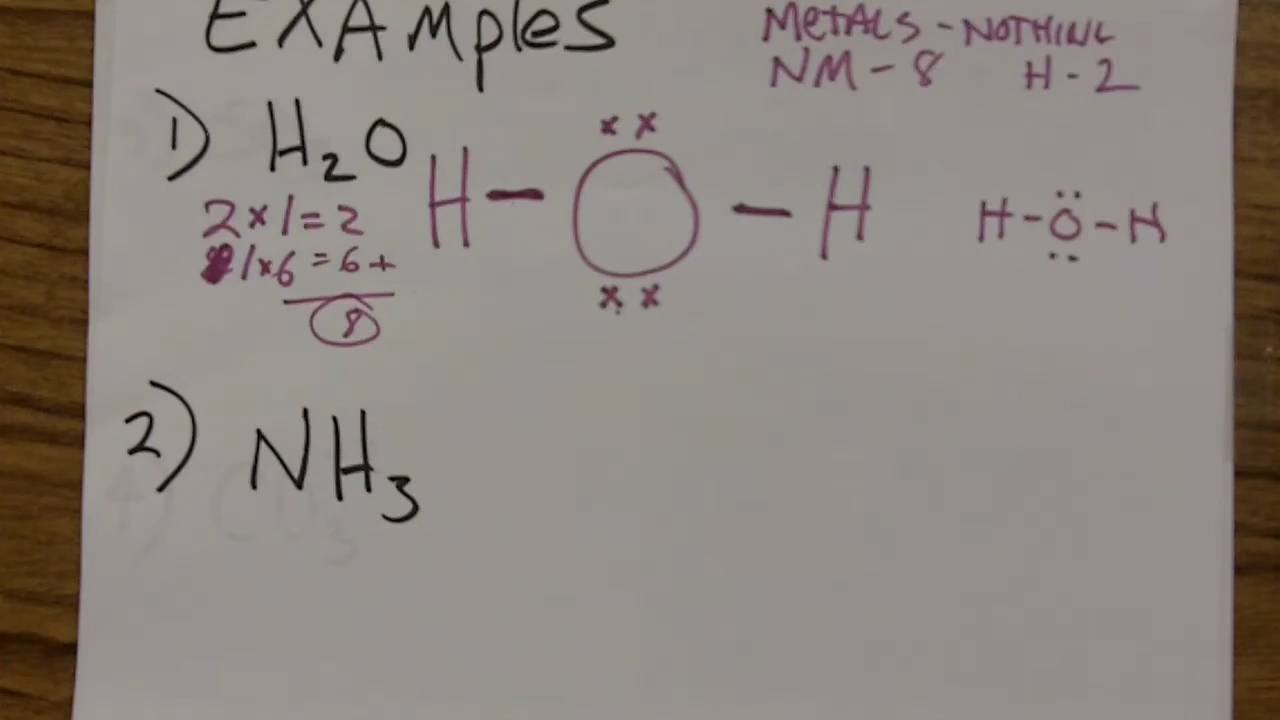 EXAMPLES
METALS - NOTHING
NM - 8 H - 2
1) H₂O
H - O - H
H - Ö - H
2 × 1 = 2
1 × 6 = 6 +
8
2) NH₃